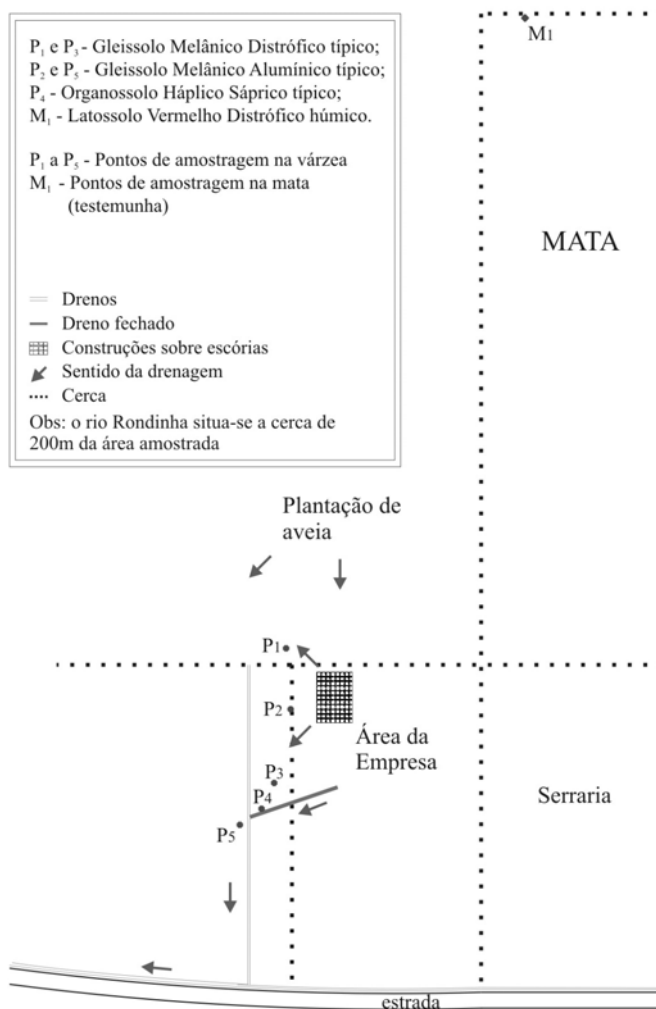 P₁ e P₃ - Gleissolo Melânico Distrófico típico;
P₂ e P₅ - Gleissolo Melânico Alumínico típico;
P₄ - Organossolo Háplico Sáprico típico;
M₁ - Latossolo Vermelho Distrófico húmico.
P₁ a P₅ - Pontos de amostragem na várzea
M₁ - Pontos de amostragem na mata
(testemunha)
Drenos
Dreno fechado
Construções sobre escórias
Sentido da drenagem
Cerca
Obs: o rio Rondinha situa-se a cerca de
200m da área amostrada
M1
MATA
Plantação de
aveia
P1
P2
Área da
Empresa
P3
P4
P5
Serraria
estrada